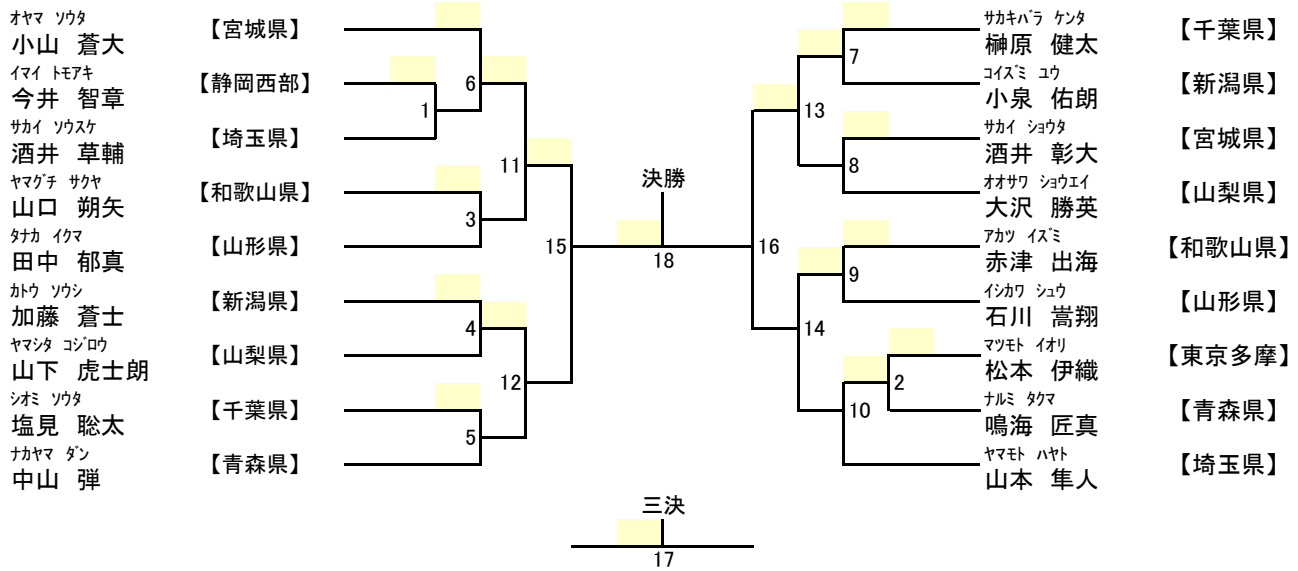 オヤマ ソウタ
小山 蒼大 【宮城県】
イマイ トモアキ
今井 智章 【静岡西部】
サカイ ソウスケ
酒井 草輔 【埼玉県】
ヤマグチ サクヤ
山口 朔矢 【和歌山県】
タナカ イクマ
田中 郁真 【山形県】
カトウ ソウシ
加藤 蒼士 【新潟県】
ヤマシタ コジロウ
山下 虎士朗 【山梨県】
シオミ ソウタ
塩見 聡太 【千葉県】
ナカヤマ ダン
中山 弾 【青森県】
6
1
11
3
15
4
12
5
決勝
18
三決
17
7
13
8
16
9
14
2
10
サカキバラ ケンタ
榊原 健太 【千葉県】
コイズミ ユウ
小泉 佑朗 【新潟県】
サカイ ショウタ
酒井 彰大 【宮城県】
オオサワ ショウエイ
大沢 勝英 【山梨県】
アカツ イズミ
赤津 出海 【和歌山県】
イシカワ シュウ
石川 嵩翔 【山形県】
マツモト イオリ
松本 伊織 【東京多摩】
ナルミ タクマ
鳴海 匠真 【青森県】
ヤマモト ハヤト
山本 隼人 【埼玉県】